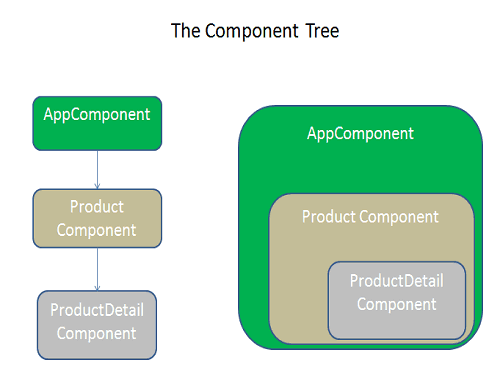 The Component Tree
AppComponent
Product
Component
ProductDetail
Component
AppComponent
Product Component
ProductDetail
Component